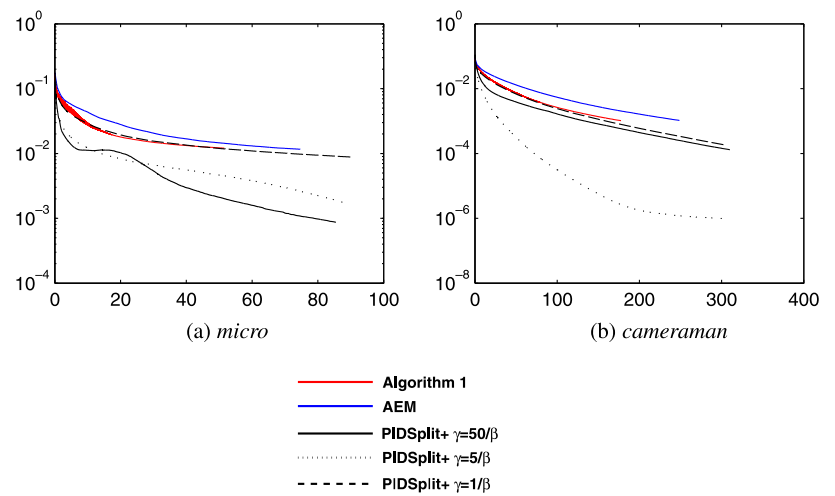 10^0
10^-1
10^-2
10^-3
10^-4
0 20 40 60 80 100
(a) micro
10^0
10^-2
10^-4
10^-6
10^-8
0 100 200 300 400
(b) cameraman
Algorithm 1
AEM
PIDSplit+ γ=50/β
PIDSplit+ γ=5/β
PIDSplit+ γ=1/β